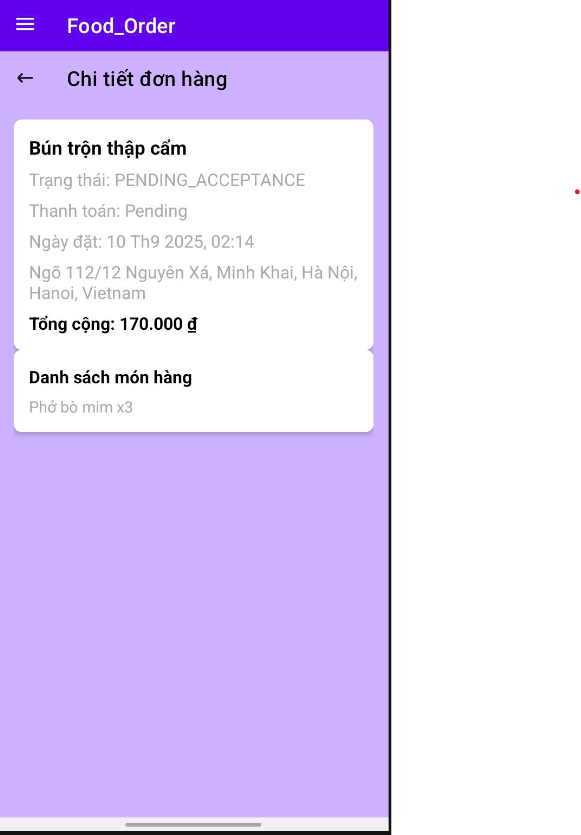 Food_Order
Chi tiết đơn hàng
Bún trộn thập cẩm
Trạng thái: PENDING_ACCEPTANCE
Thanh toán: Pending
Ngày đặt: 10 Th9 2025, 02:14
Ngõ 112/12 Nguyên Xá, Minh Khai, Hà Nội,
Hanoi, Vietnam
Tổng cộng: 170.000 ₫
Danh sách món hàng
Phở bò mim x3